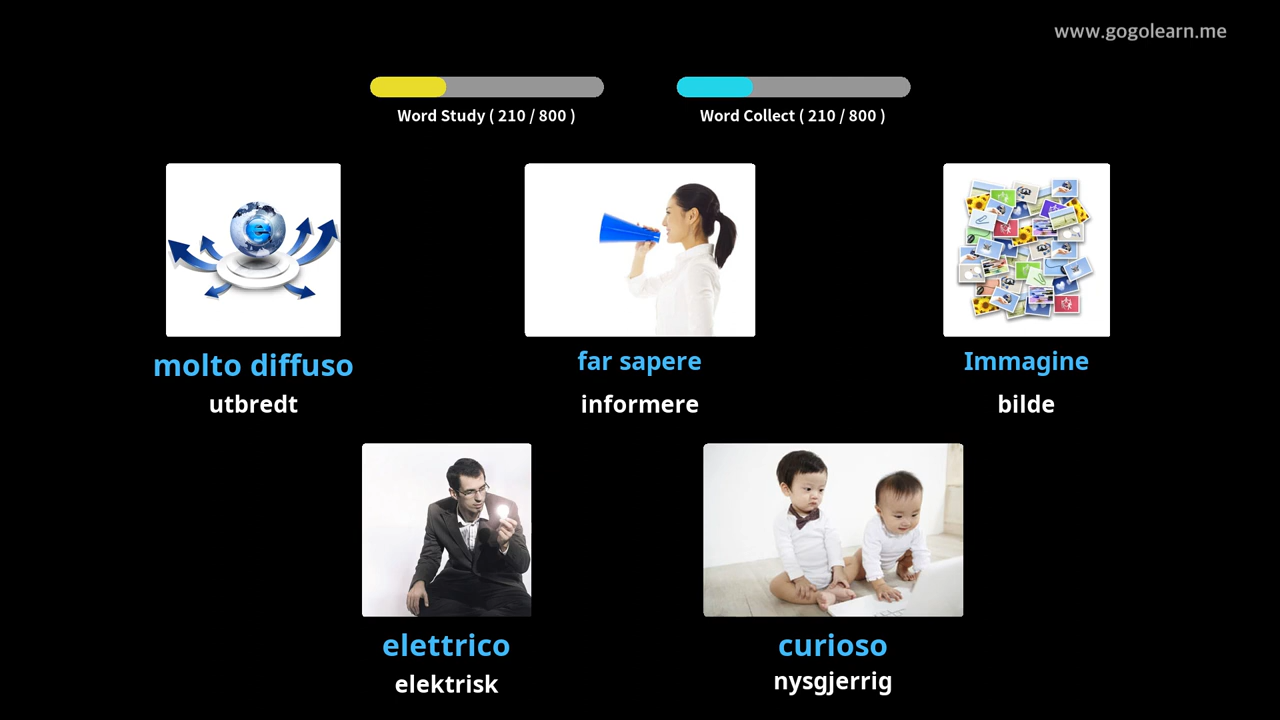 www.gogolearn.me
Word Study ( 210 / 800 )
Word Collect ( 210 / 800 )
e
molto diffuso
utbredt
far sapere
informere
Immagine
bilde
elettrico
elektrisk
curioso
nysgjerrig